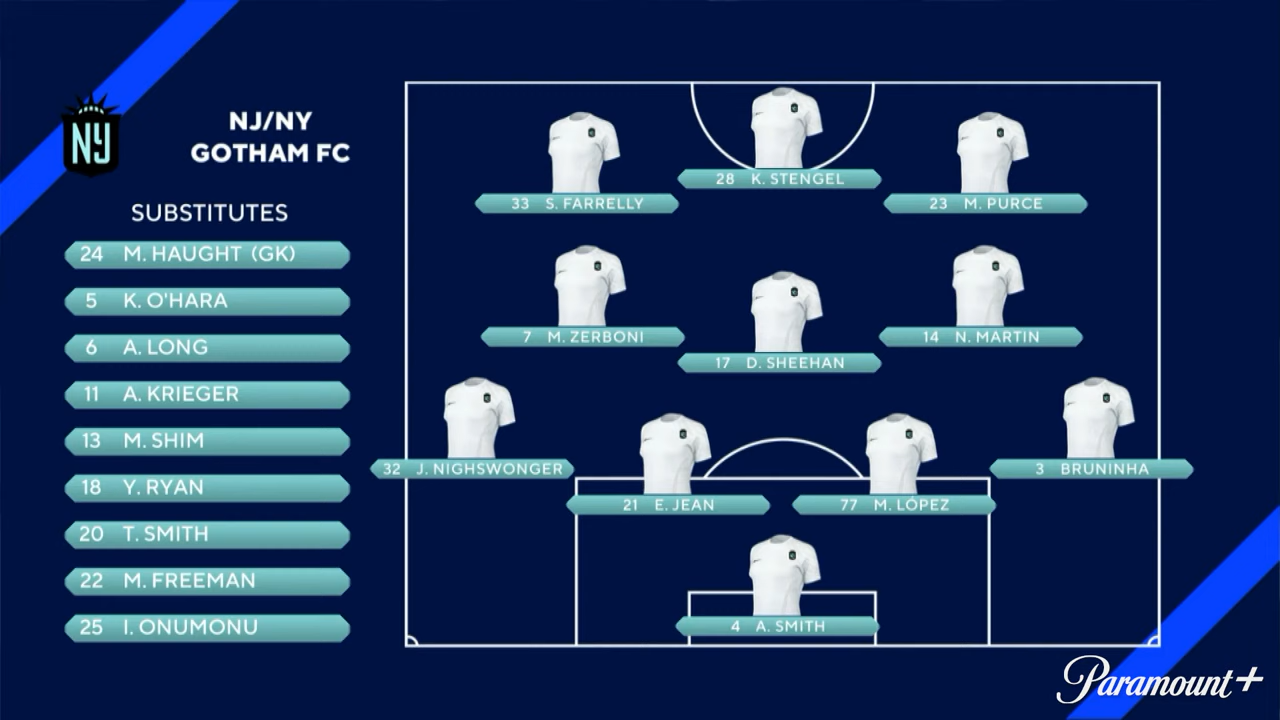 NY
NJ/NY
GOTHAM FC
SUBSTITUTES
24 M. HAUGHT (GK)
5 K. O'HARA
6 A. LONG
11 A. KRIEGER
13 M. SHIM
18 Y. RYAN
20 T. SMITH
22 M. FREEMAN
25 I. ONUMONU
28 K. STENGEL
33 S. FARRELLY
23 M. PURCE
7 M. ZERBONI
14 N. MARTIN
17 D. SHEEHAN
32 J. NIGHSWONGER
3 BRUNINHA
21 E. JEAN
77 M. LÓPEZ
4 A. SMITH
Paramount+